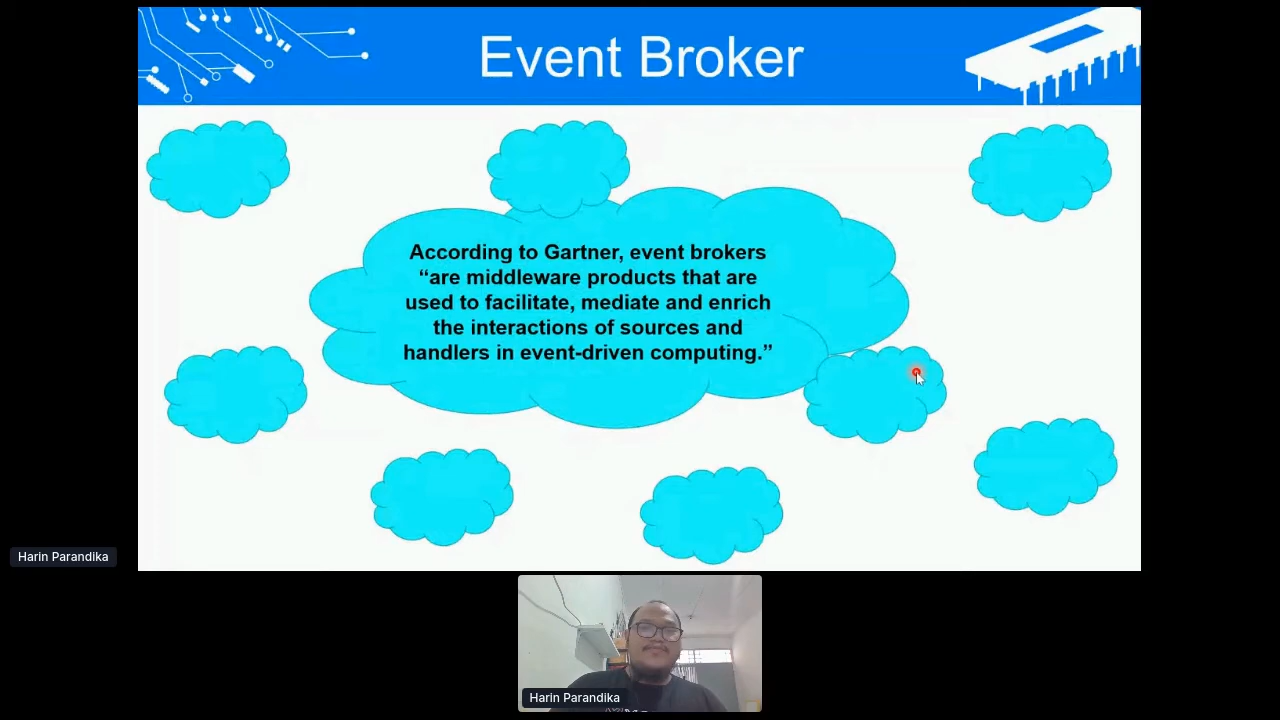 Event Broker
According to Gartner, event brokers
“are middleware products that are
used to facilitate, mediate and enrich
the interactions of sources and
handlers in event-driven computing.”
Harin Parandika
Harin Parandika